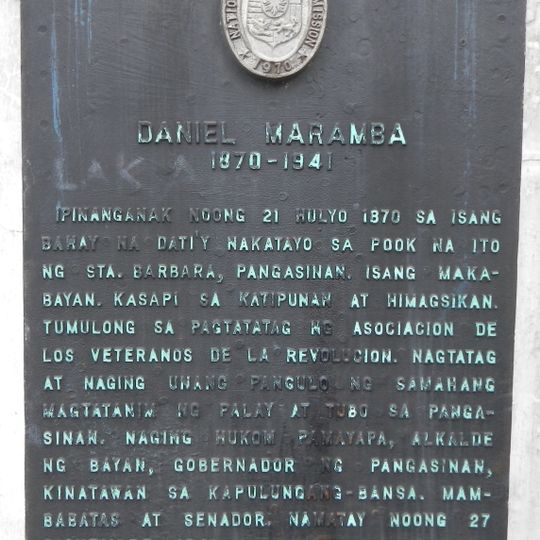 NATIO
MISSION
1970
DANIEL MARAMBA
1870-1941
LAKA
IPINANGANAK NOONG 21 HULYO 1870 SA ISANG
BAHAY NA DATI'Y NAKATAYO SA POOK NA ITO
NG STA. BARBARA, PANGASINAN. ISANG MAKA-
BAYAN. KASAPI SA KATIPUNAN AT HIMAGSIKAN.
TUMULONG SA PAGTATATAG NG ASOCIACION DE
LOS VETERANOS DE LA REVOLUCION. NAGTATAG
AT NAGING UNANG PANGULO NG SAMAHANG
MAGTATANIM NG PALAY AT TUBO SA PANGA-
SINAN. NAGING HUKOM PAMAYAPA, ALKALDE
NG BAYAN, GOBERNADOR NG PANGASINAN,
KINATAWAN SA KAPULUNGANG-BANSA. MAM-
BABATAS AT SENADOR. NAMATAY NOONG 27